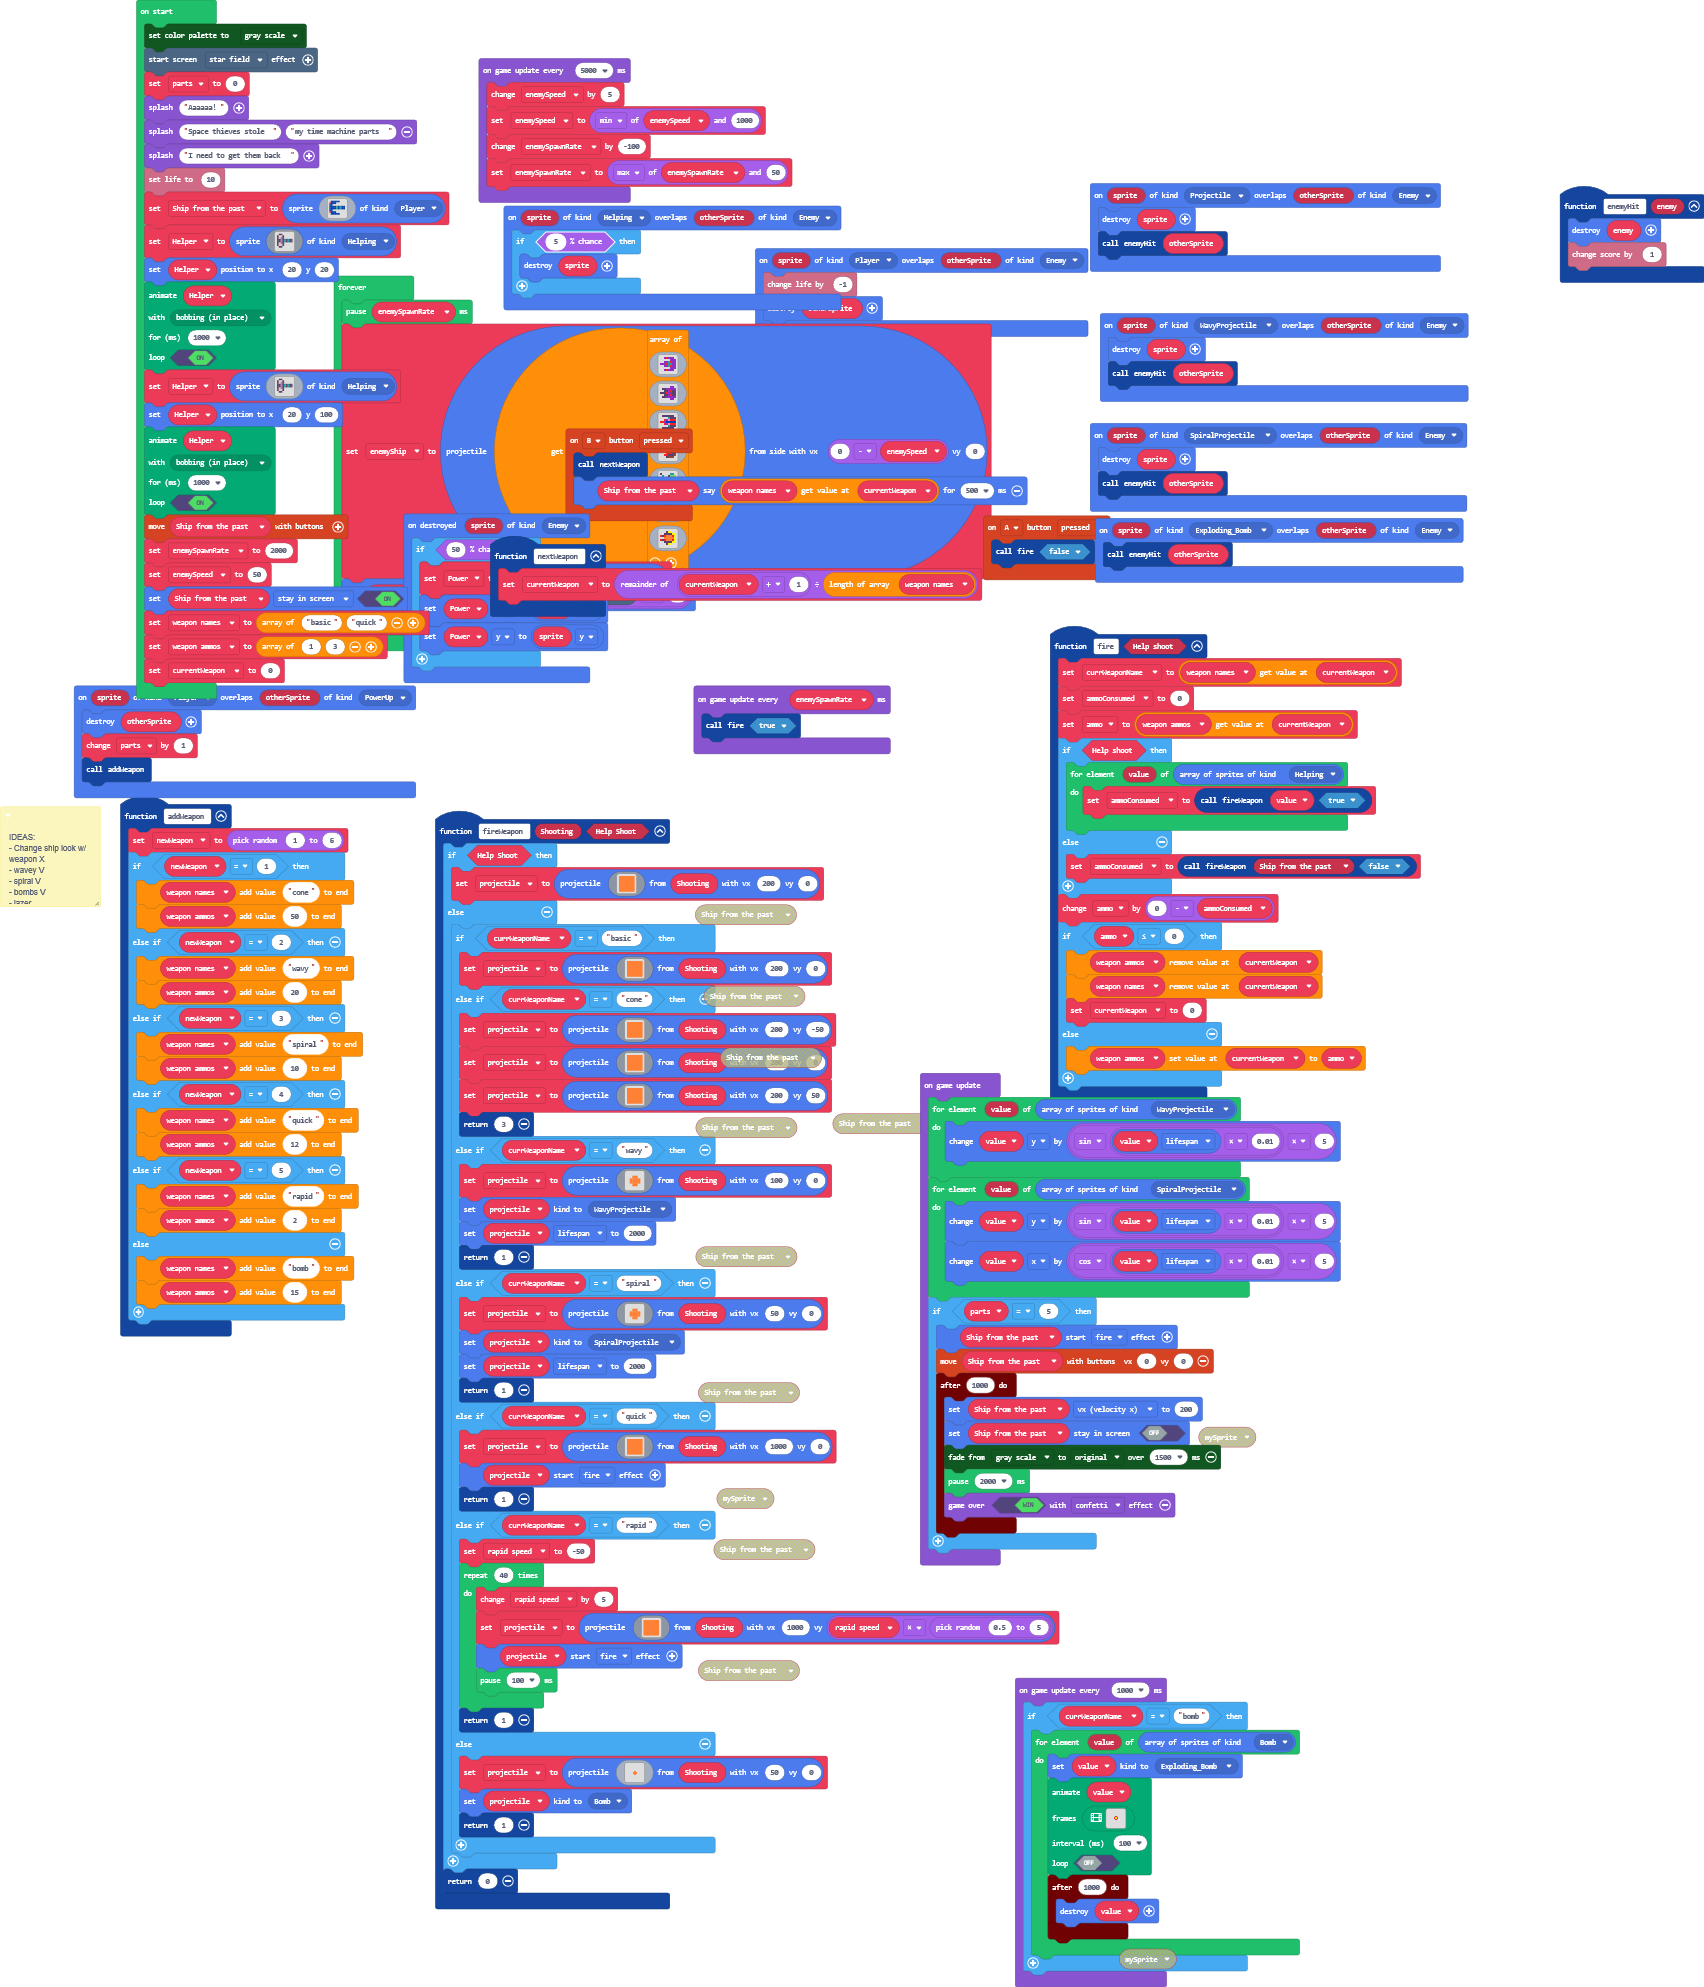 on start
set color palette to gray scale
start screen star field effect
set parts to 0
splash "Aaaaaa! "
splash "Space thieves stole " "my time machine parts "
splash "I need to get them back "
set life to 10
set Ship from the past to sprite of kind Player
set Helper to sprite of kind Helping
set Helper position to x 20 y 20
animate Helper
with bobbing (in place)
for (ms) 1000
loop ON
set Helper to sprite of kind Helping
set Helper position to x 20 y 100
animate Helper
with bobbing (in place)
for (ms) 1000
loop ON
move Ship from the past with buttons
set enemySpawnRate to 2000
set enemySpeed to 50
set Ship from the past stay in screen ON
set weapon names to array of "basic" "quick"
set weapon ammos to array of 1 3
set currentWeapon to 0
on game update every 5000 ms
change enemySpeed by 5
set enemySpeed to min of enemySpeed and 1000
change enemySpawnRate by -100
set enemySpawnRate to max of enemySpawnRate and 50
on sprite of kind Helping overlaps otherSprite of kind Enemy
if 5 % chance then
destroy sprite
on sprite of kind Player overlaps otherSprite of kind Enemy
change life by -1
on sprite of kind Projectile overlaps otherSprite of kind Enemy
destroy sprite
call enemyHit otherSprite
function enemyHit enemy
destroy enemy
change score by 1
forever
pause enemySpawnRate ms
array of
set enemyShip to projectile get from side with vx 0 - enemySpeed vy 0
on B button pressed
call nextWeapon
Ship from the past say weapon names get value at currentWeapon for 500 ms
on sprite of kind WavyProjectile overlaps otherSprite of kind Enemy
destroy sprite
call enemyHit otherSprite
on sprite of kind SpiralProjectile overlaps otherSprite of kind Enemy
destroy sprite
call enemyHit otherSprite
on A button pressed
call fire false
on sprite of kind Exploding_Bomb overlaps otherSprite of kind Enemy
call enemyHit otherSprite
on destroyed sprite of kind Enemy
if 50 % cha
set Power
set Power
set Power y to sprite y
function nextWeapon
set currentWeapon to remainder of currentWeapon + 1 ÷ length of array weapon names
on sprite overlaps otherSprite of kind PowerUp
destroy otherSprite
change parts by 1
call addWeapon
on game update every enemySpawnRate ms
call fire true
function fire Help shoot
set currWeaponName to weapon names get value at currentWeapon
set ammoConsumed to 0
set ammo to weapon ammos get value at currentWeapon
if Help shoot then
for element value of array of sprites of kind Helping
do set ammoConsumed to call fireWeapon value true
else
set ammoConsumed to call fireWeapon Ship from the past false
change ammo by 0 - ammoConsumed
if ammo ≤ 0 then
weapon ammos remove value at currentWeapon
weapon names remove value at currentWeapon
set currentWeapon to 0
else
weapon ammos set value at currentWeapon to ammo
IDEAS:
- Change ship look w/
weapon X
- wavey V
- spiral V
- bombs V
- lazer
function addWeapon
set newWeapon to pick random 1 to 6
if newWeapon = 1 then
weapon names add value "cone" to end
weapon ammos add value 50 to end
else if newWeapon = 2 then
weapon names add value "wavy" to end
weapon ammos add value 20 to end
else if newWeapon = 3 then
weapon names add value "spiral" to end
weapon ammos add value 10 to end
else if newWeapon = 4 then
weapon names add value "quick" to end
weapon ammos add value 12 to end
else if newWeapon = 5 then
weapon names add value "rapid" to end
weapon ammos add value 2 to end
else
weapon names add value "bomb" to end
weapon ammos add value 15 to end
function fireWeapon Shooting Help Shoot
if Help Shoot then
set projectile to projectile from Shooting with vx 200 vy 0
else
Ship from the past
if currWeaponName = "basic" then
set projectile to projectile from Shooting with vx 200 vy 0
else if currWeaponName = "cone" then
Ship from the past
set projectile to projectile from Shooting with vx 200 vy -50
set projectile to projectile from Shooting
Ship from the past
set projectile to projectile from Shooting with vx 200 vy 50
return 3
Ship from the past
Ship from the past
else if currWeaponName = "wavy" then
set projectile to projectile from Shooting with vx 100 vy 0
set projectile kind to WavyProjectile
set projectile lifespan to 2000
return 1
Ship from the past
else if currWeaponName = "spiral" then
set projectile to projectile from Shooting with vx 50 vy 0
set projectile kind to SpiralProjectile
set projectile lifespan to 2000
return 1
Ship from the past
else if currWeaponName = "quick" then
set projectile to projectile from Shooting with vx 1000 vy 0
projectile start fire effect
return 1
mySprite
else if currWeaponName = "rapid" then
set rapid speed to -50
Ship from the past
repeat 40 times
do change rapid speed by 5
set projectile to projectile from Shooting with vx 1000 vy rapid speed × pick random 0.5 to 5
projectile start fire effect
Ship from the past
pause 100 ms
return 1
else
set projectile to projectile from Shooting with vx 50 vy 0
set projectile kind to Bomb
return 1
return 0
on game update
for element value of array of sprites of kind WavyProjectile
do change value y by sin value lifespan × 0.01 × 5
for element value of array of sprites of kind SpiralProjectile
do change value y by sin value lifespan × 0.01 × 5
change value x by cos value lifespan × 0.01 × 5
if parts = 5 then
Ship from the past start fire effect
move Ship from the past with buttons vx 0 vy 0
after 1000 do
set Ship from the past vx (velocity x) to 200
set Ship from the past stay in screen OFF
mySprite
fade from gray scale to original over 1500 ms
pause 2000 ms
game over WIN with confetti effect
on game update every 1000 ms
if currWeaponName = "bomb" then
for element value of array of sprites of kind Bomb
do set value kind to Exploding_Bomb
animate value
frames
interval (ms) 100
loop OFF
after 1000 do
destroy value
mySprite